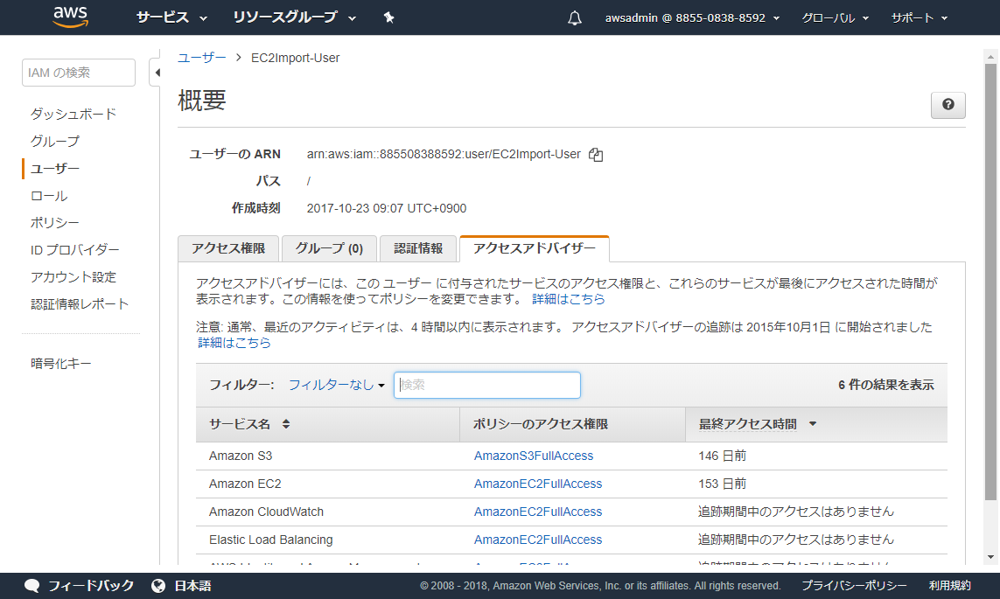 aws サービス リソースグループ awsadmin @ 8855-0838-8592 グローバル サポート
IAM の検索
ダッシュボード
グループ
ユーザー
ロール
ポリシー
ID プロバイダー
アカウント設定
認証情報レポート
暗号化キー
ユーザー > EC2Import-User
概要
ユーザーの ARN arn:aws:iam::885508388592:user/EC2Import-User
パス /
作成時刻 2017-10-23 09:07 UTC+0900
アクセス権限 グループ (0) 認証情報 アクセスアドバイザー
アクセスアドバイザーには、この ユーザー に付与されたサービスのアクセス権限と、これらのサービスが最後にアクセスされた時間が
表示されます。この情報を使ってポリシーを変更できます。 詳細はこちら
注意: 通常、最近のアクティビティは、4 時間以内に表示されます。 アクセスアドバイザーの追跡は 2015年10月1日 に開始されました
詳細はこちら
フィルター: フィルターなし 検索 6 件の結果を表示
サービス名 ポリシーのアクセス権限 最終アクセス時間
Amazon S3 AmazonS3FullAccess 146 日前
Amazon EC2 AmazonEC2FullAccess 153 日前
Amazon CloudWatch AmazonEC2FullAccess 追跡期間中のアクセスはありません
Elastic Load Balancing AmazonEC2FullAccess 追跡期間中のアクセスはありません
フィードバック 日本語 © 2008 - 2018, Amazon Web Services, Inc. or its affiliates. All rights reserved. プライバシーポリシー 利用規約